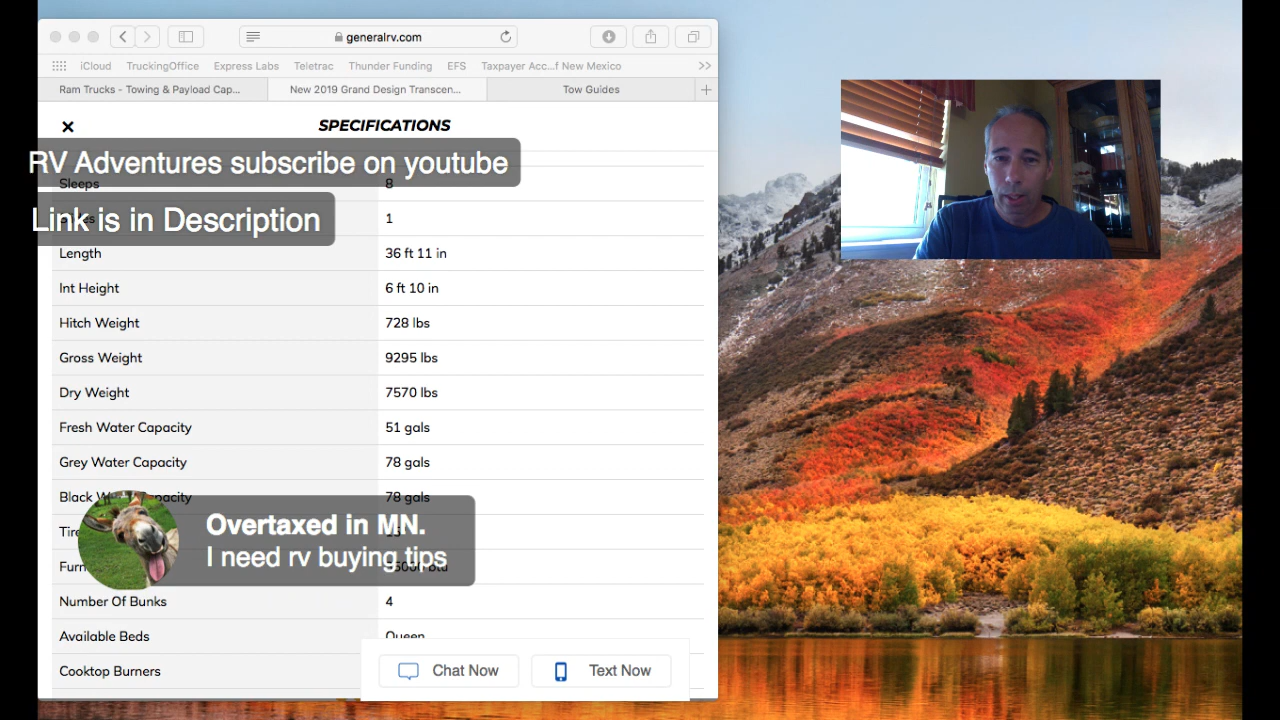 generalrv.com
iCloud TruckingOffice Express Labs Teletrac Thunder Funding EFS Taxpayer Acc...f New Mexico >>
Ram Trucks - Towing & Payload Cap... New 2019 Grand Design Transcen... Tow Guides +
SPECIFICATIONS
RV Adventures subscribe on youtube
Sleeps 8
Link is in Description
1
Length 36 ft 11 in
Int Height 6 ft 10 in
Hitch Weight 728 lbs
Gross Weight 9295 lbs
Dry Weight 7570 lbs
Fresh Water Capacity 51 gals
Grey Water Capacity 78 gals
Black Water Capacity 78 gals
Overtaxed in MN.
I need rv buying tips
Number Of Bunks 4
Available Beds Queen
Cooktop Burners
Chat Now Text Now